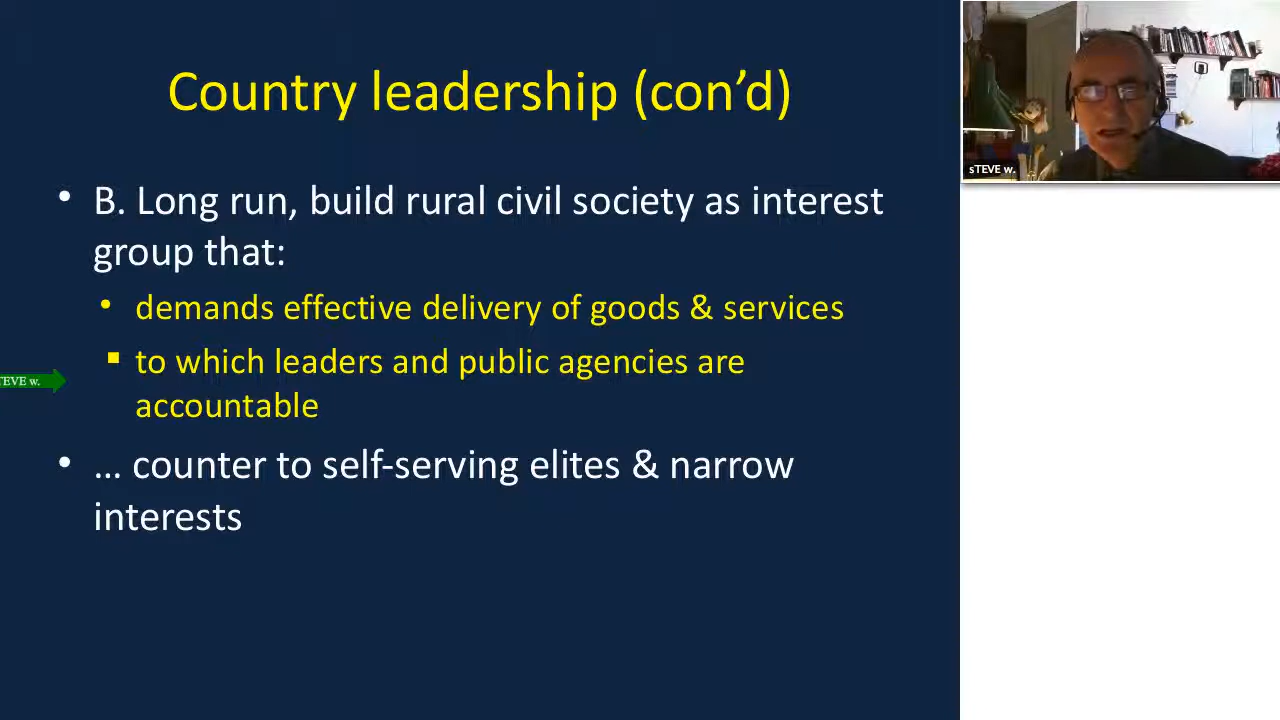 Country leadership (con’d)
• B. Long run, build rural civil society as interest
group that:
• demands effective delivery of goods & services
▪ to which leaders and public agencies are
accountable
• … counter to self-serving elites & narrow
interests
TEVE w.
sTEVE w.